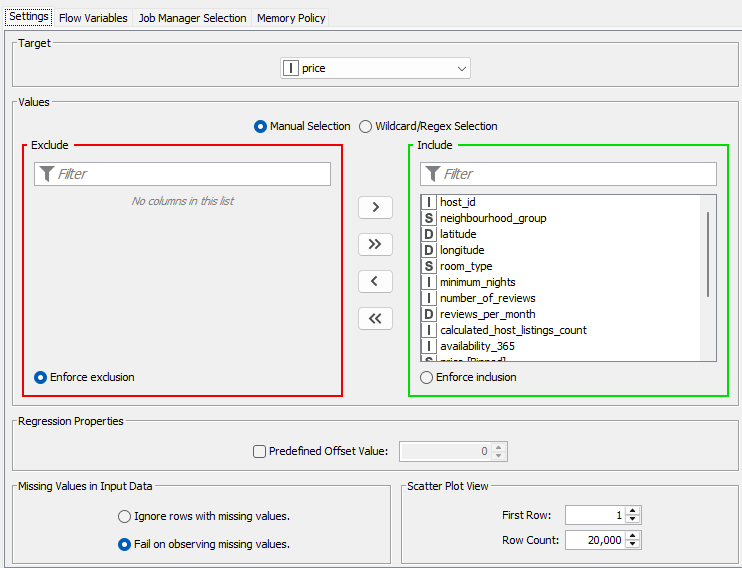 Settings Flow Variables Job Manager Selection Memory Policy
Target
I price
Values
Manual Selection Wildcard/Regex Selection
Exclude
Filter
No columns in this list
Enforce exclusion
>
>>
<
<<
Include
Filter
I host_id
S neighbourhood_group
D latitude
D longitude
S room_type
I minimum_nights
I number_of_reviews
D reviews_per_month
I calculated_host_listings_count
I availability_365
S price [Binned]
Enforce inclusion
Regression Properties
Predefined Offset Value: 0
Missing Values in Input Data
Ignore rows with missing values.
Fail on observing missing values.
Scatter Plot View
First Row: 1
Row Count: 20,000